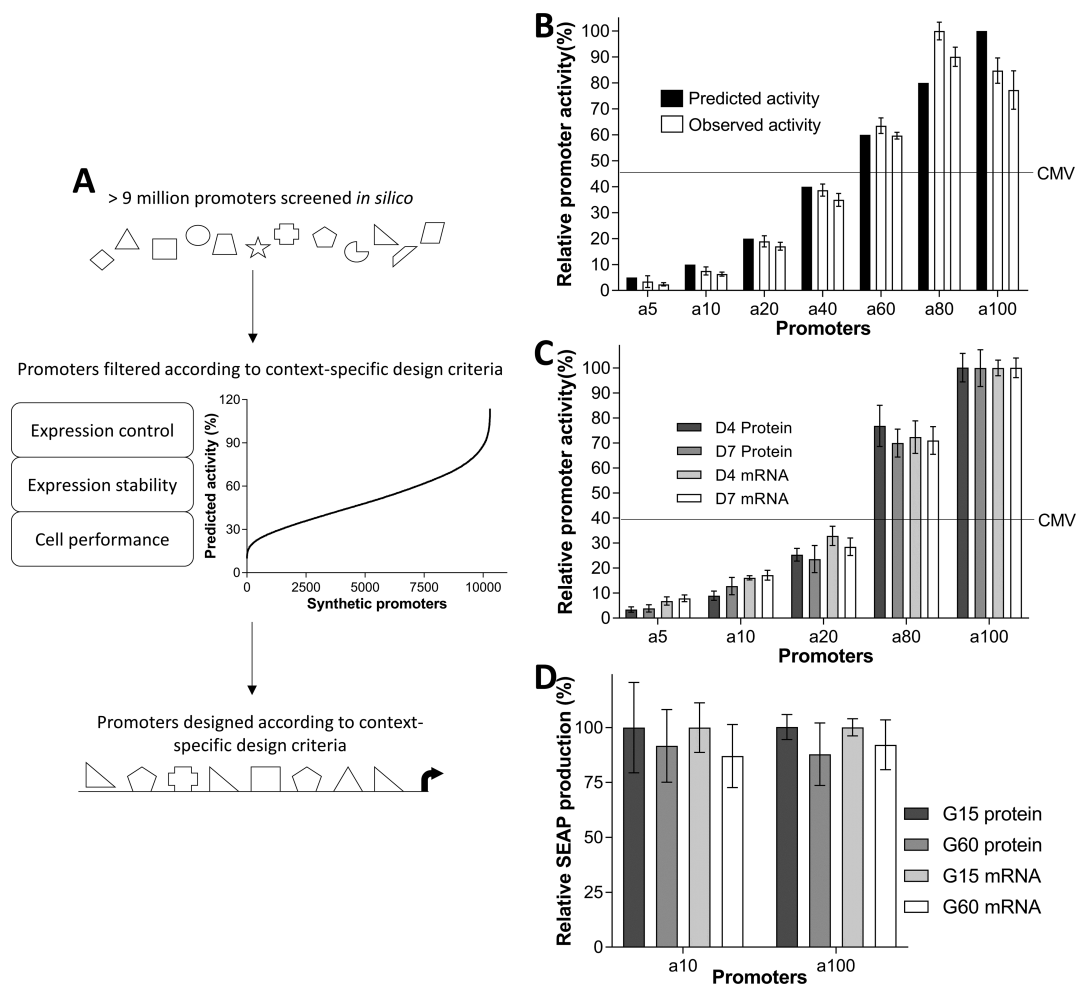 A
> 9 million promoters screened in silico
Promoters filtered according to context-specific design criteria
Expression control
Expression stability
Cell performance
Predicted activity (%)
120
90
60
30
0
0
2500
5000
7500
10000
Synthetic promoters
Promoters designed according to context-
specific design criteria
B
Relative promoter activity(%)
100
90
80
70
60
50
40
30
20
10
0
Predicted activity
Observed activity
CMV
a5
a10
a20
a40
a60
a80
a100
Promoters
C
Relative promoter activity(%)
100
90
80
70
60
50
40
30
20
10
0
D4 Protein
D7 Protein
D4 mRNA
D7 mRNA
CMV
a5
a10
a20
a80
a100
Promoters
D
Relative SEAP production (%)
100
75
50
25
0
G15 protein
G60 protein
G15 mRNA
G60 mRNA
a10
a100
Promoters